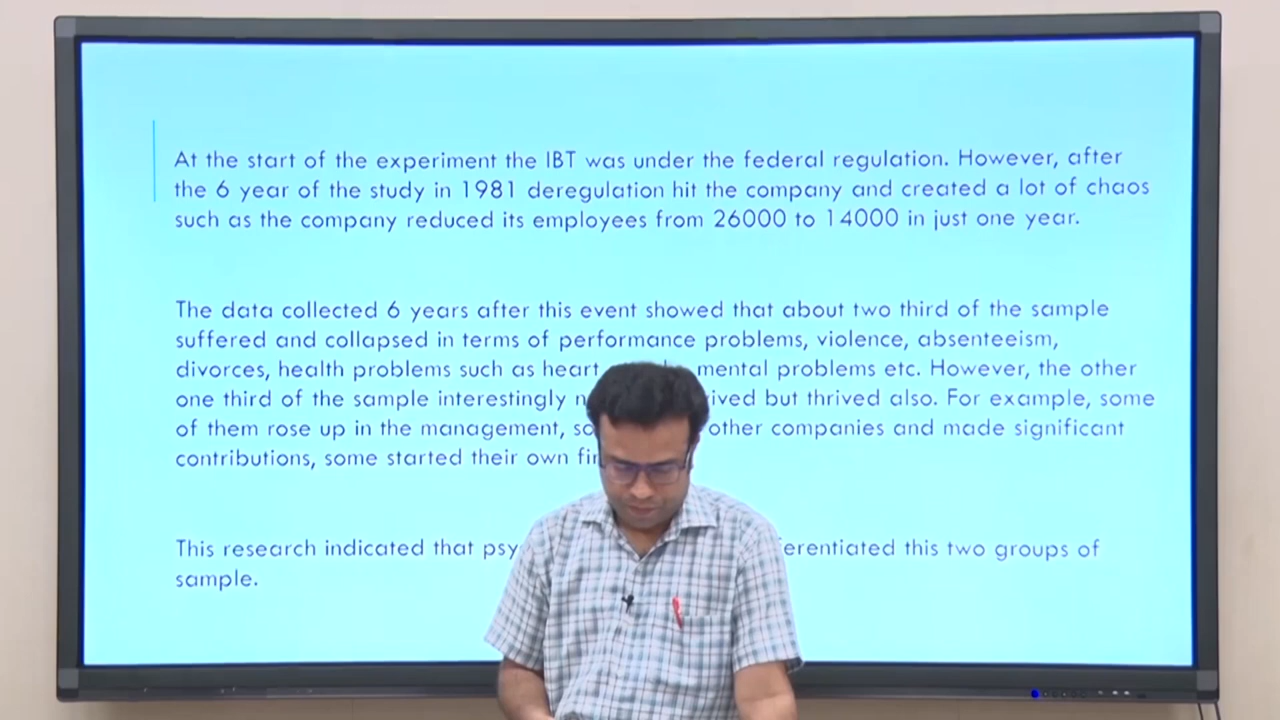 At the start of the experiment the IBT was under the federal regulation. However, after
the 6 year of the study in 1981 deregulation hit the company and created a lot of chaos
such as the company reduced its employees from 26000 to 14000 in just one year.
The data collected 6 years after this event showed that about two third of the sample
suffered and collapsed in terms of performance problems, violence, absenteeism,
divorces, health problems such as heart mental problems etc. However, the other
one third of the sample interestingly but thrived also. For example, some
of them rose up in the management, other companies and made significant
contributions, some started their own
This research indicated that this two groups of
sample.